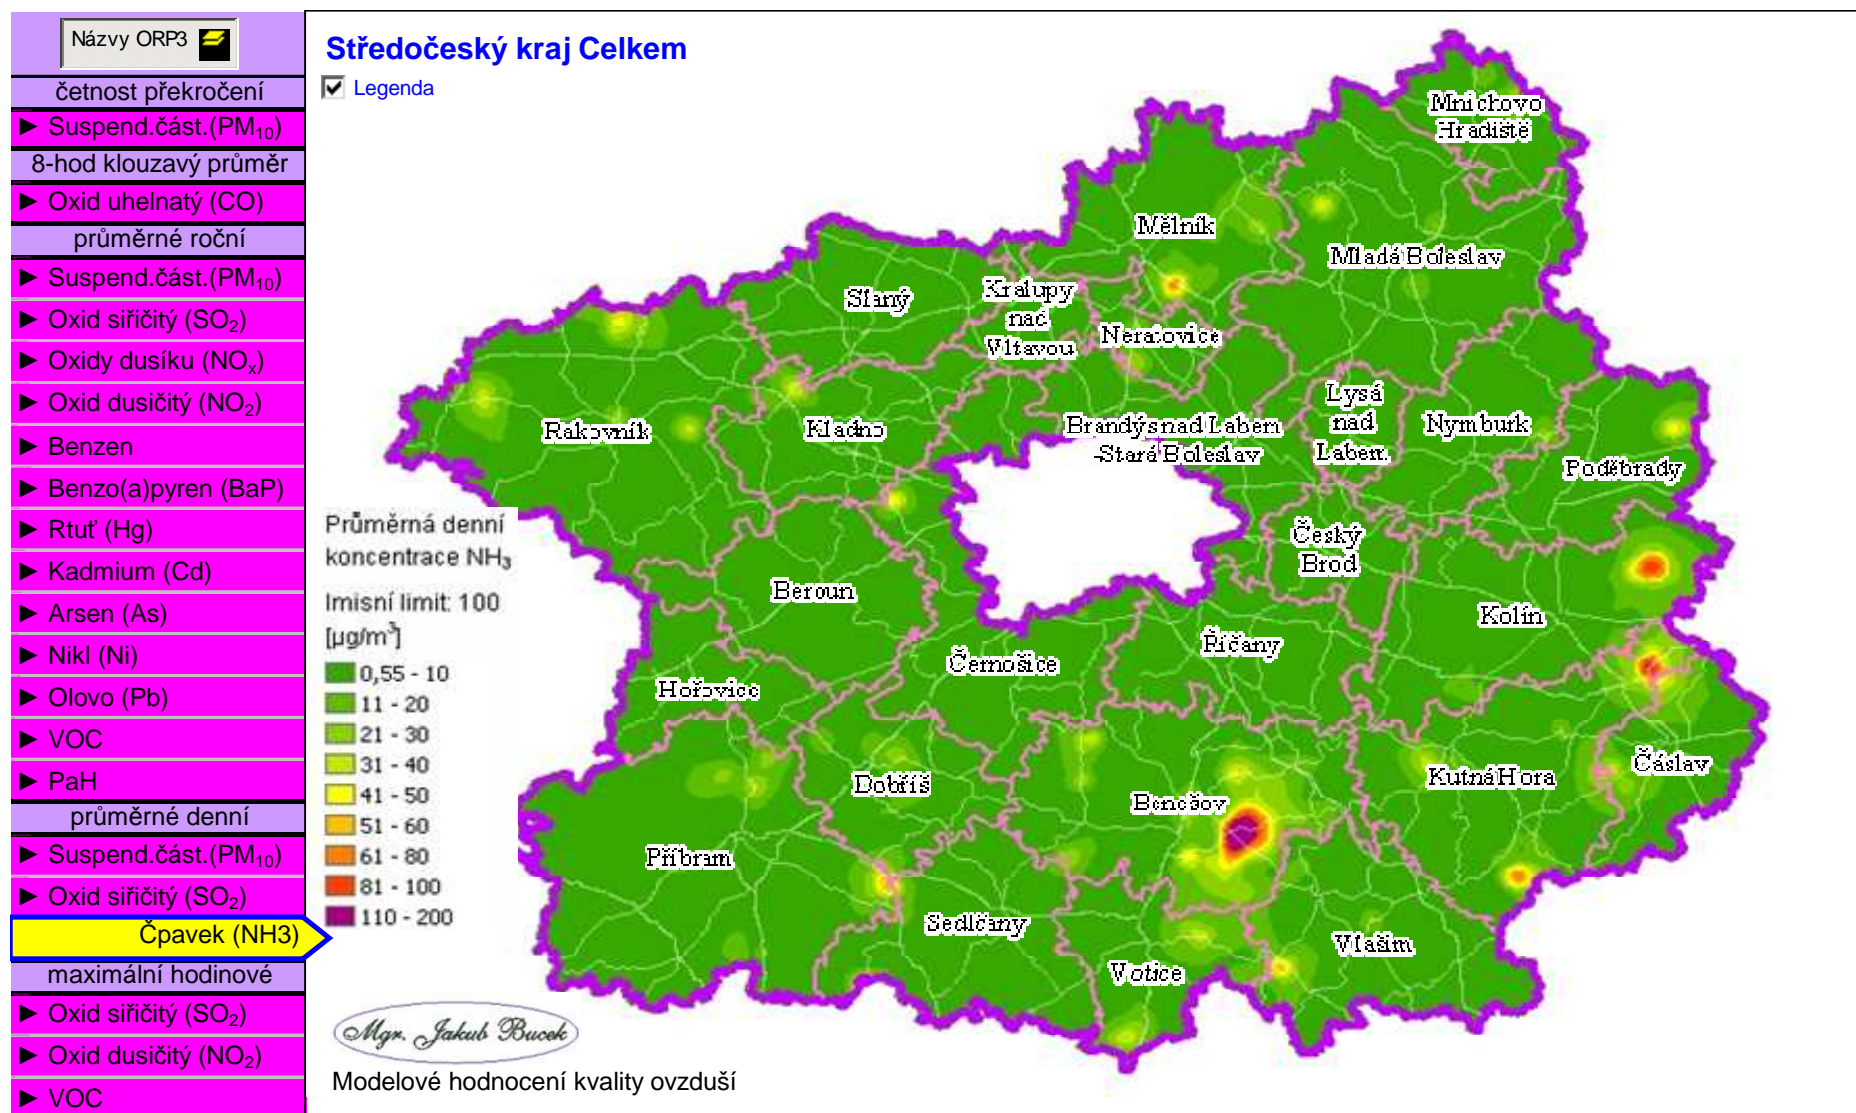 Názvy ORP3
četnost překročení
► Suspend.část.(PM₁₀)
8-hod klouzavý průměr
► Oxid uhelnatý (CO)
průměrné roční
► Suspend.část.(PM₁₀)
► Oxid siřičitý (SO₂)
► Oxidy dusíku (NOₓ)
► Oxid dusičitý (NO₂)
► Benzen
► Benzo(a)pyren (BaP)
► Rtuť (Hg)
► Kadmium (Cd)
► Arsen (As)
► Nikl (Ni)
► Olovo (Pb)
► VOC
► PaH
průměrné denní
► Suspend.část.(PM₁₀)
► Oxid siřičitý (SO₂)
Čpavek (NH3)
maximální hodinové
► Oxid siřičitý (SO₂)
► Oxid dusičitý (NO₂)
► VOC
Středočeský kraj Celkem
Legenda
Mnichovo
Hradiště
Mělník
Mladá Boleslav
Slaný
Kralupy
nad
Vltavou
Neratovice
Rakovník
Kladno
Brandýs nad Labem
-Stará Boleslav
Lysá
nad
Labem
Nymburk
Poděbrady
Český
Brod
Beroun
Kolín
Říčany
Černošice
Hořovice
Dobříš
Benešov
Kutná Hora
Čáslav
Příbram
Sedlčany
Votice
Vlašim
Průměrná denní
koncentrace NH₃
Imisní limit: 100
[µg/m³]
0,55 - 10
11 - 20
21 - 30
31 - 40
41 - 50
51 - 60
61 - 80
81 - 100
110 - 200
Mgr. Jakub Bucek
Modelové hodnocení kvality ovzduší